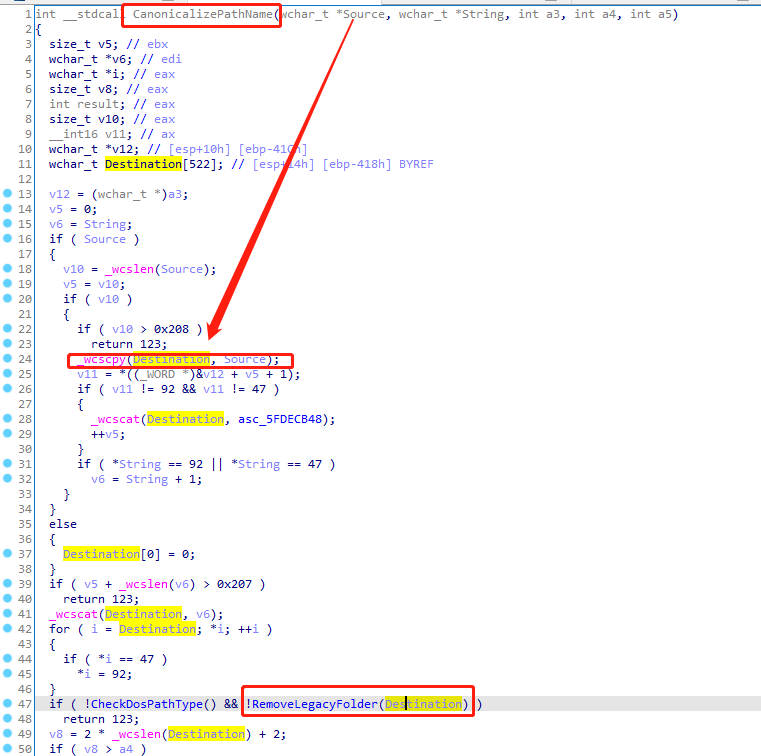 1 int __stdcall CanonicalizePathName(wchar_t *Source, wchar_t *String, int a3, int a4, int a5)
2 {
3 size_t v5; // ebx
4 wchar_t *v6; // edi
5 wchar_t *i; // eax
6 size_t v8; // eax
7 int result; // eax
8 size_t v10; // eax
9 __int16 v11; // ax
10 wchar_t *v12; // [esp+10h] [ebp-41Ch]
11 wchar_t Destination[522]; // [esp+14h] [ebp-418h] BYREF
12
13 v12 = (wchar_t *)a3;
14 v5 = 0;
15 v6 = String;
16 if ( Source )
17 {
18 v10 = _wcslen(Source);
19 v5 = v10;
20 if ( v10 )
21 {
22 if ( v10 > 0x208 )
23 return 123;
24 _wcscpy(Destination, Source);
25 v11 = *((_WORD *)&v12 + v5 + 1);
26 if ( v11 != 92 && v11 != 47 )
27 {
28 _wcscat(Destination, asc_5FDECB48);
29 ++v5;
30 }
31 if ( *String == 92 || *String == 47 )
32 v6 = String + 1;
33 }
34 }
35 else
36 {
37 Destination[0] = 0;
38 }
39 if ( v5 + _wcslen(v6) > 0x207 )
40 return 123;
41 _wcscat(Destination, v6);
42 for ( i = Destination; *i; ++i )
43 {
44 if ( *i == 47 )
45 *i = 92;
46 }
47 if ( !CheckDosPathType() && !RemoveLegacyFolder(Destination) )
48 return 123;
49 v8 = 2 * _wcslen(Destination) + 2;
50 if ( v8 > a4 )